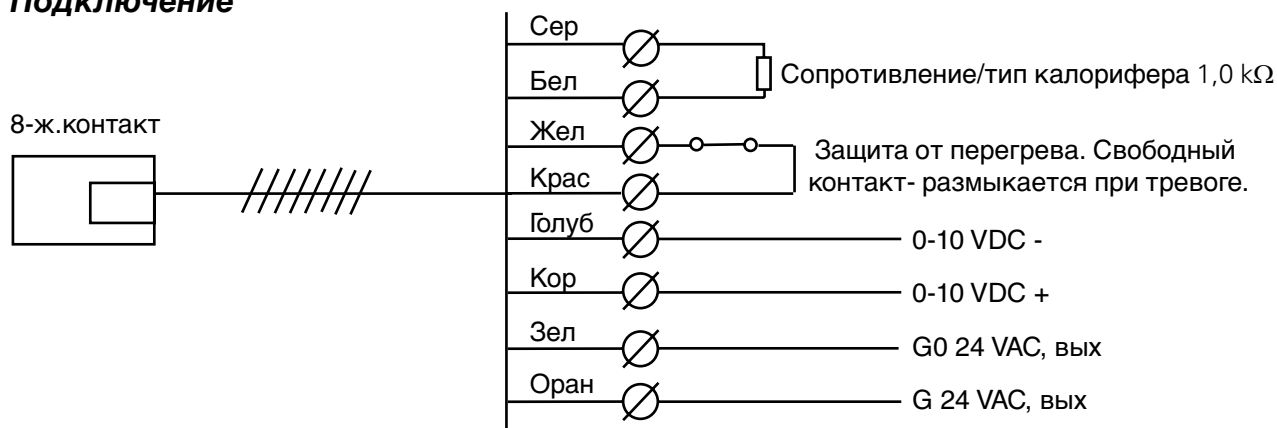 Подключение
Сер
Бел
Сопротивление/тип калорифера 1,0 kΩ
8-ж.контакт
Жел
Защита от перегрева. Свободный
контакт- размыкается при тревоге.
Крас
Голуб
0-10 VDC -
Кор
0-10 VDC +
Зел
G0 24 VAC, вых
Оран
G 24 VAC, вых